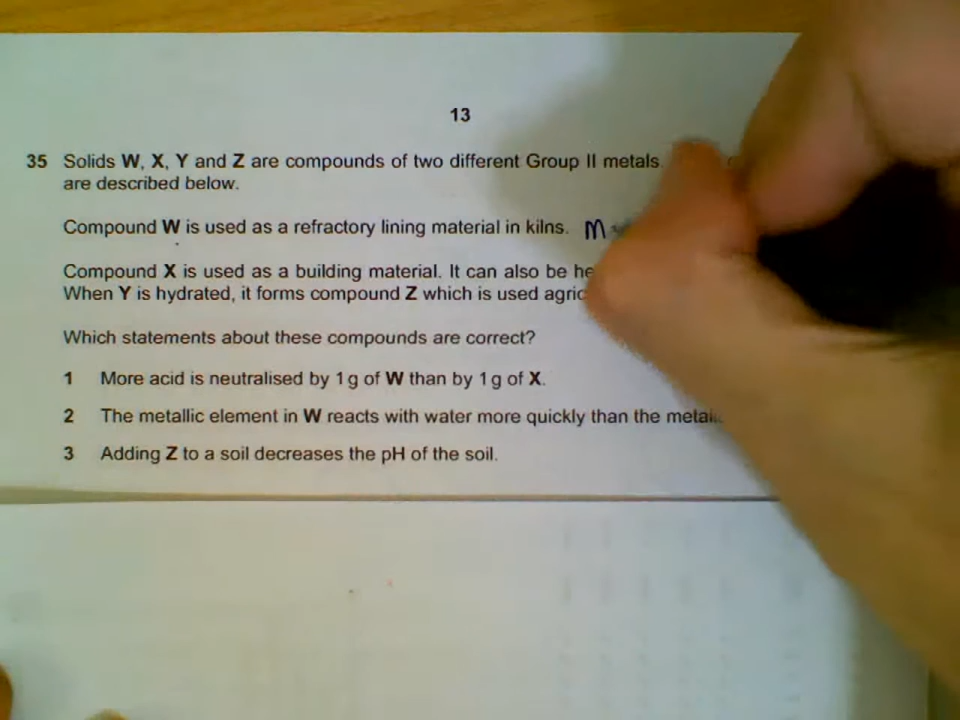 13
35 Solids W, X, Y and Z are compounds of two different Group II metals.
are described below.
Compound W is used as a refractory lining material in kilns. M
Compound X is used as a building material. It can also be
When Y is hydrated, it forms compound Z which is used
Which statements about these compounds are correct?
1 More acid is neutralised by 1 g of W than by 1 g of X.
2 The metallic element in W reacts with water more quickly than the
3 Adding Z to a soil decreases the pH of the soil.